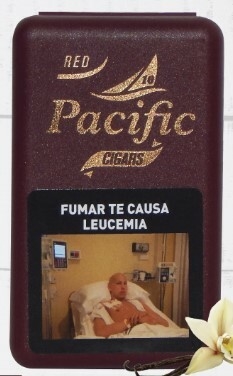 RED
10
Pacific
CIGARS
FUMAR TE CAUSA
LEUCEMIA